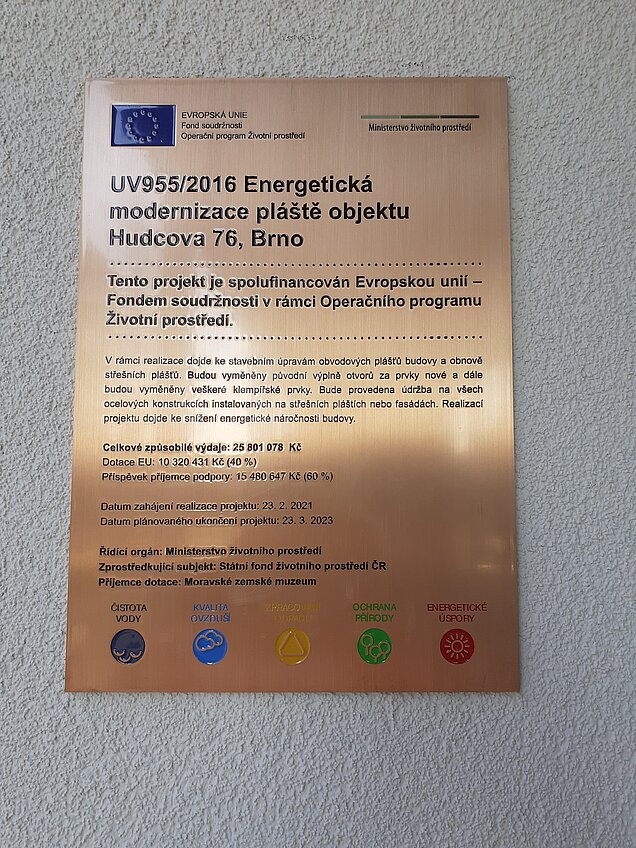 EVROPSKÁ UNIE
Fond soudržnosti
Operační program Životní prostředí
Ministerstvo životního prostředí
UV955/2016 Energetická
modernizace pláště objektu
Hudcova 76, Brno
Tento projekt je spolufinancován Evropskou unií –
Fondem soudržnosti v rámci Operačního programu
Životní prostředí.
V rámci realizace dojde ke stavebním úpravám obvodových plášťů budovy a obnově
střešních plášťů. Budou vyměněny původní výplně otvorů za prvky nové a dále
budou vyměněny veškeré klempířské prvky. Bude provedena údržba na všech
ocelových konstrukcích instalovaných na střešních pláštích nebo fasádách. Realizací
projektu dojde ke snížení energetické náročnosti budovy.
Celkové způsobilé výdaje: 25 801 078 Kč
Dotace EU: 10 320 431 Kč (40 %)
Příspěvek příjemce podpory: 15 480 647 Kč (60 %)
Datum zahájení realizace projektu: 23. 2. 2021
Datum plánovaného ukončení projektu: 23. 3. 2023
Řídící orgán: Ministerstvo životního prostředí
Zprostředkující subjekt: Státní fond životního prostředí ČR
Příjemce dotace: Moravské zemské muzeum
ČISTOTA
VODY
KVALITA
OVZDUŠÍ
ZPRACOVÁNÍ
ODPADŮ
OCHRANA
PŘÍRODY
ENERGETICKÉ
ÚSPORY